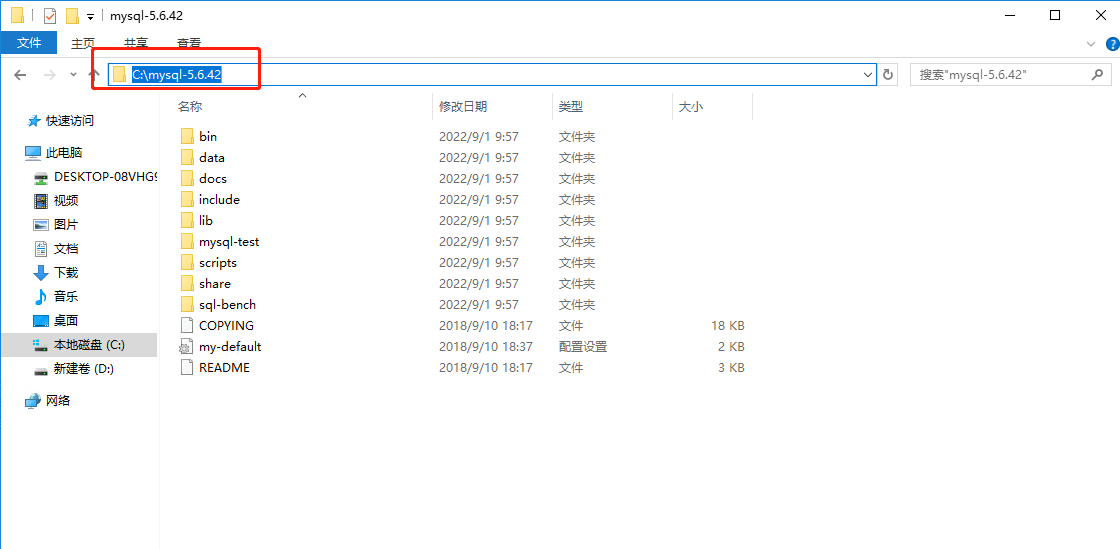 mysql-5.6.42
文件 主页 共享 查看
C:\mysql-5.6.42 搜索"mysql-5.6.42"
名称 修改日期 类型 大小
快速访问
此电脑
DESKTOP-08VHG9
视频
图片
文档
下载
音乐
桌面
本地磁盘 (C:)
新建卷 (D:)
网络
bin 2022/9/1 9:57 文件夹
data 2022/9/1 9:57 文件夹
docs 2022/9/1 9:57 文件夹
include 2022/9/1 9:57 文件夹
lib 2022/9/1 9:57 文件夹
mysql-test 2022/9/1 9:57 文件夹
scripts 2022/9/1 9:57 文件夹
share 2022/9/1 9:57 文件夹
sql-bench 2022/9/1 9:57 文件夹
COPYING 2018/9/10 18:17 文件 18 KB
my-default 2018/9/10 18:37 配置设置 2 KB
README 2018/9/10 18:17 文件 3 KB